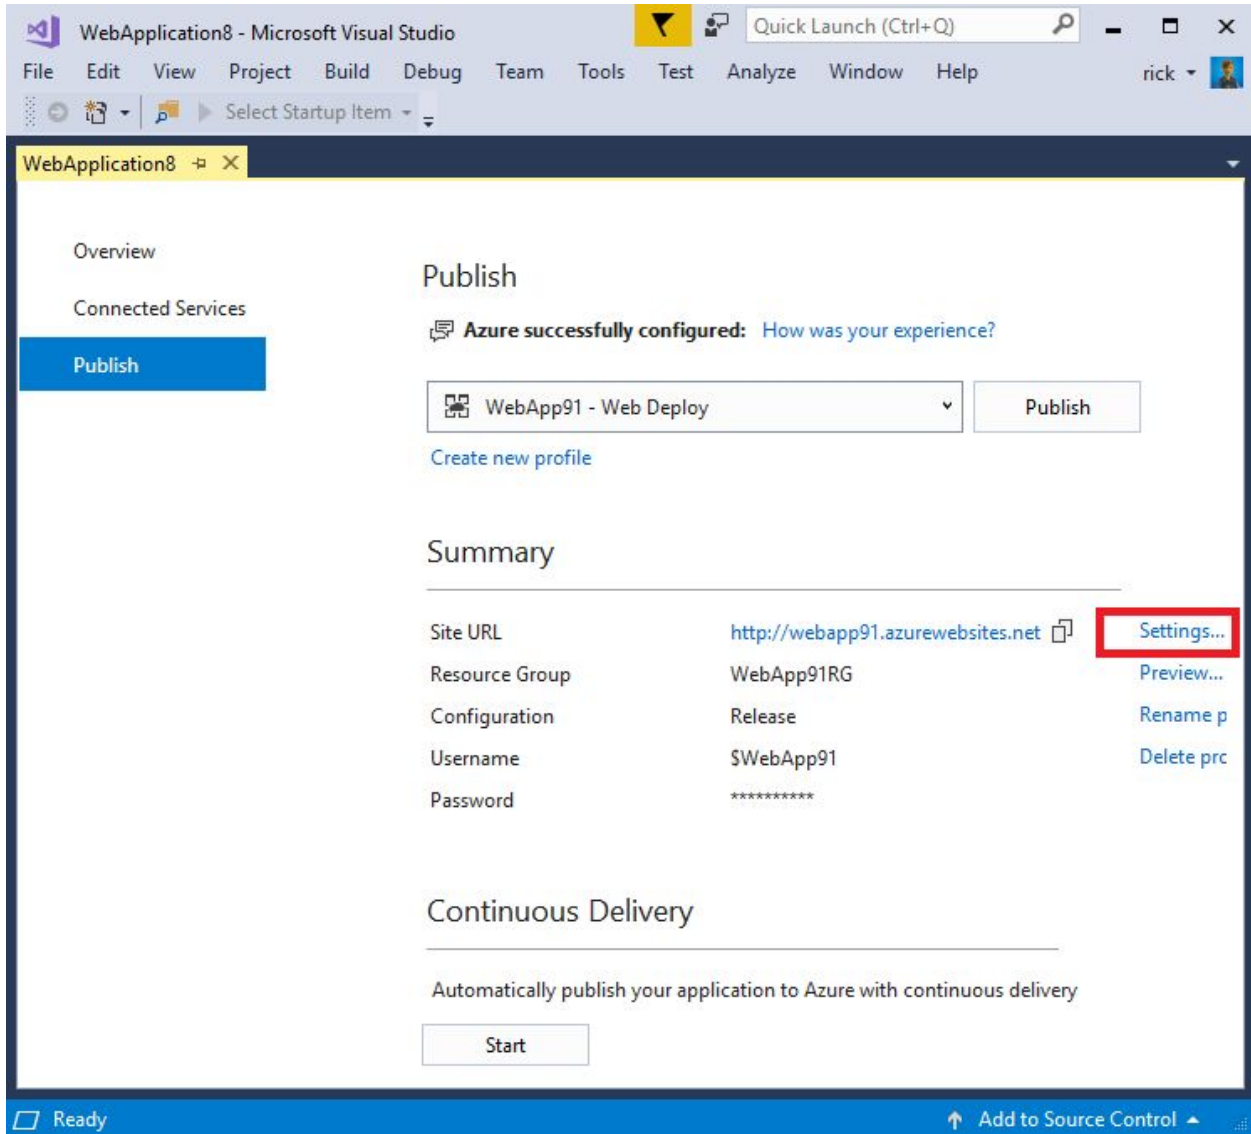 WebApplication8 - Microsoft Visual Studio
Quick Launch (Ctrl+Q)
File Edit View Project Build Debug Team Tools Test Analyze Window Help rick
Select Startup Item
WebApplication8
Overview
Connected Services
Publish
Publish
Azure successfully configured: How was your experience?
WebApp91 - Web Deploy
Publish
Create new profile
Summary
Site URL http://webapp91.azurewebsites.net Settings...
Resource Group WebApp91RG Preview...
Configuration Release Rename p
Username $WebApp91 Delete prc
Password **********
Continuous Delivery
Automatically publish your application to Azure with continuous delivery
Start
Ready Add to Source Control